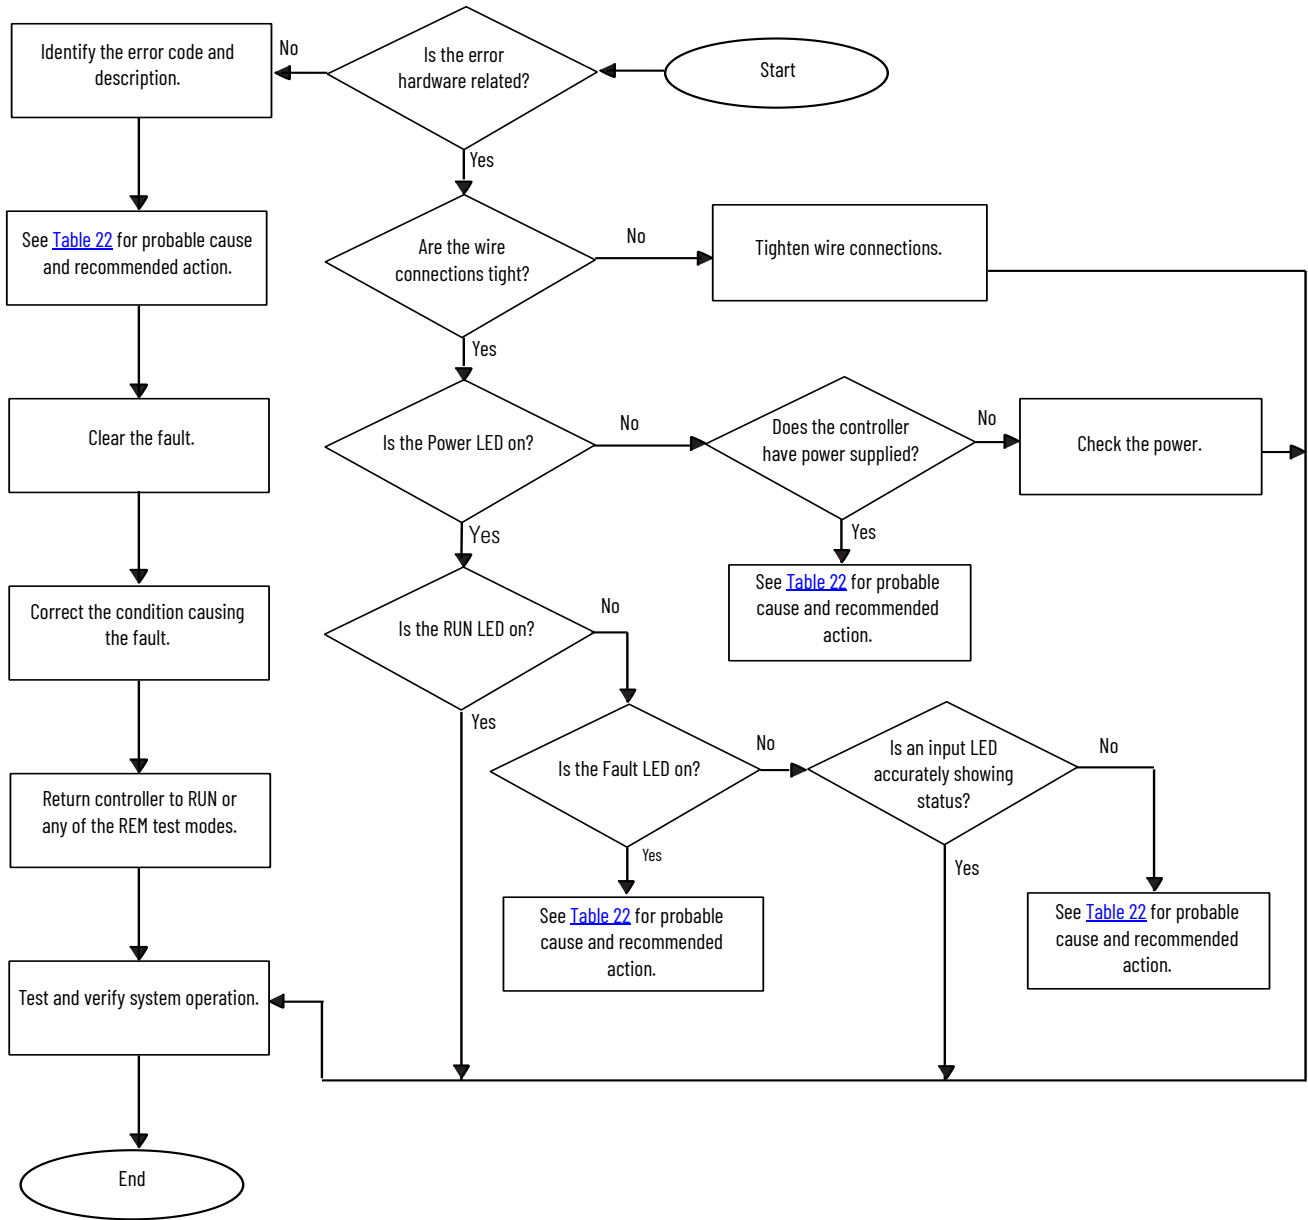 Start
Is the error
hardware related?
No
Identify the error code and
description.
See Table 22 for probable cause
and recommended action.
Clear the fault.
Correct the condition causing
the fault.
Return controller to RUN or
any of the REM test modes.
Test and verify system operation.
End
Yes
Are the wire
connections tight?
No
Tighten wire connections.
Yes
Is the Power LED on?
No
Does the controller
have power supplied?
No
Check the power.
Yes
See Table 22 for probable
cause and recommended
action.
Yes
Is the RUN LED on?
No
Yes
Is the Fault LED on?
No
Is an input LED
accurately showing
status?
No
Yes
See Table 22 for probable
cause and recommended
action.
Yes
See Table 22 for probable
cause and recommended
action.